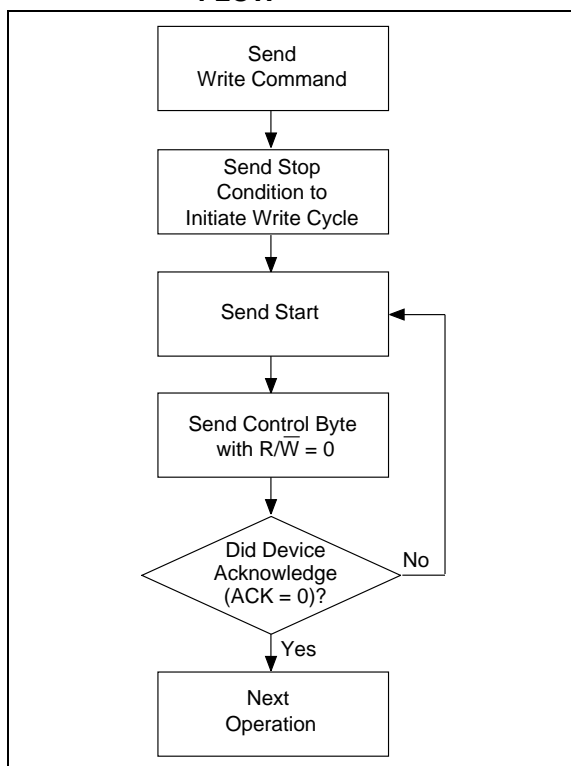 Send
Write Command
Send Stop
Condition to
Initiate Write Cycle
Send Start
Send Control Byte
with R/W̅ = 0
Did Device
Acknowledge
(ACK = 0)?
No
Yes
Next
Operation